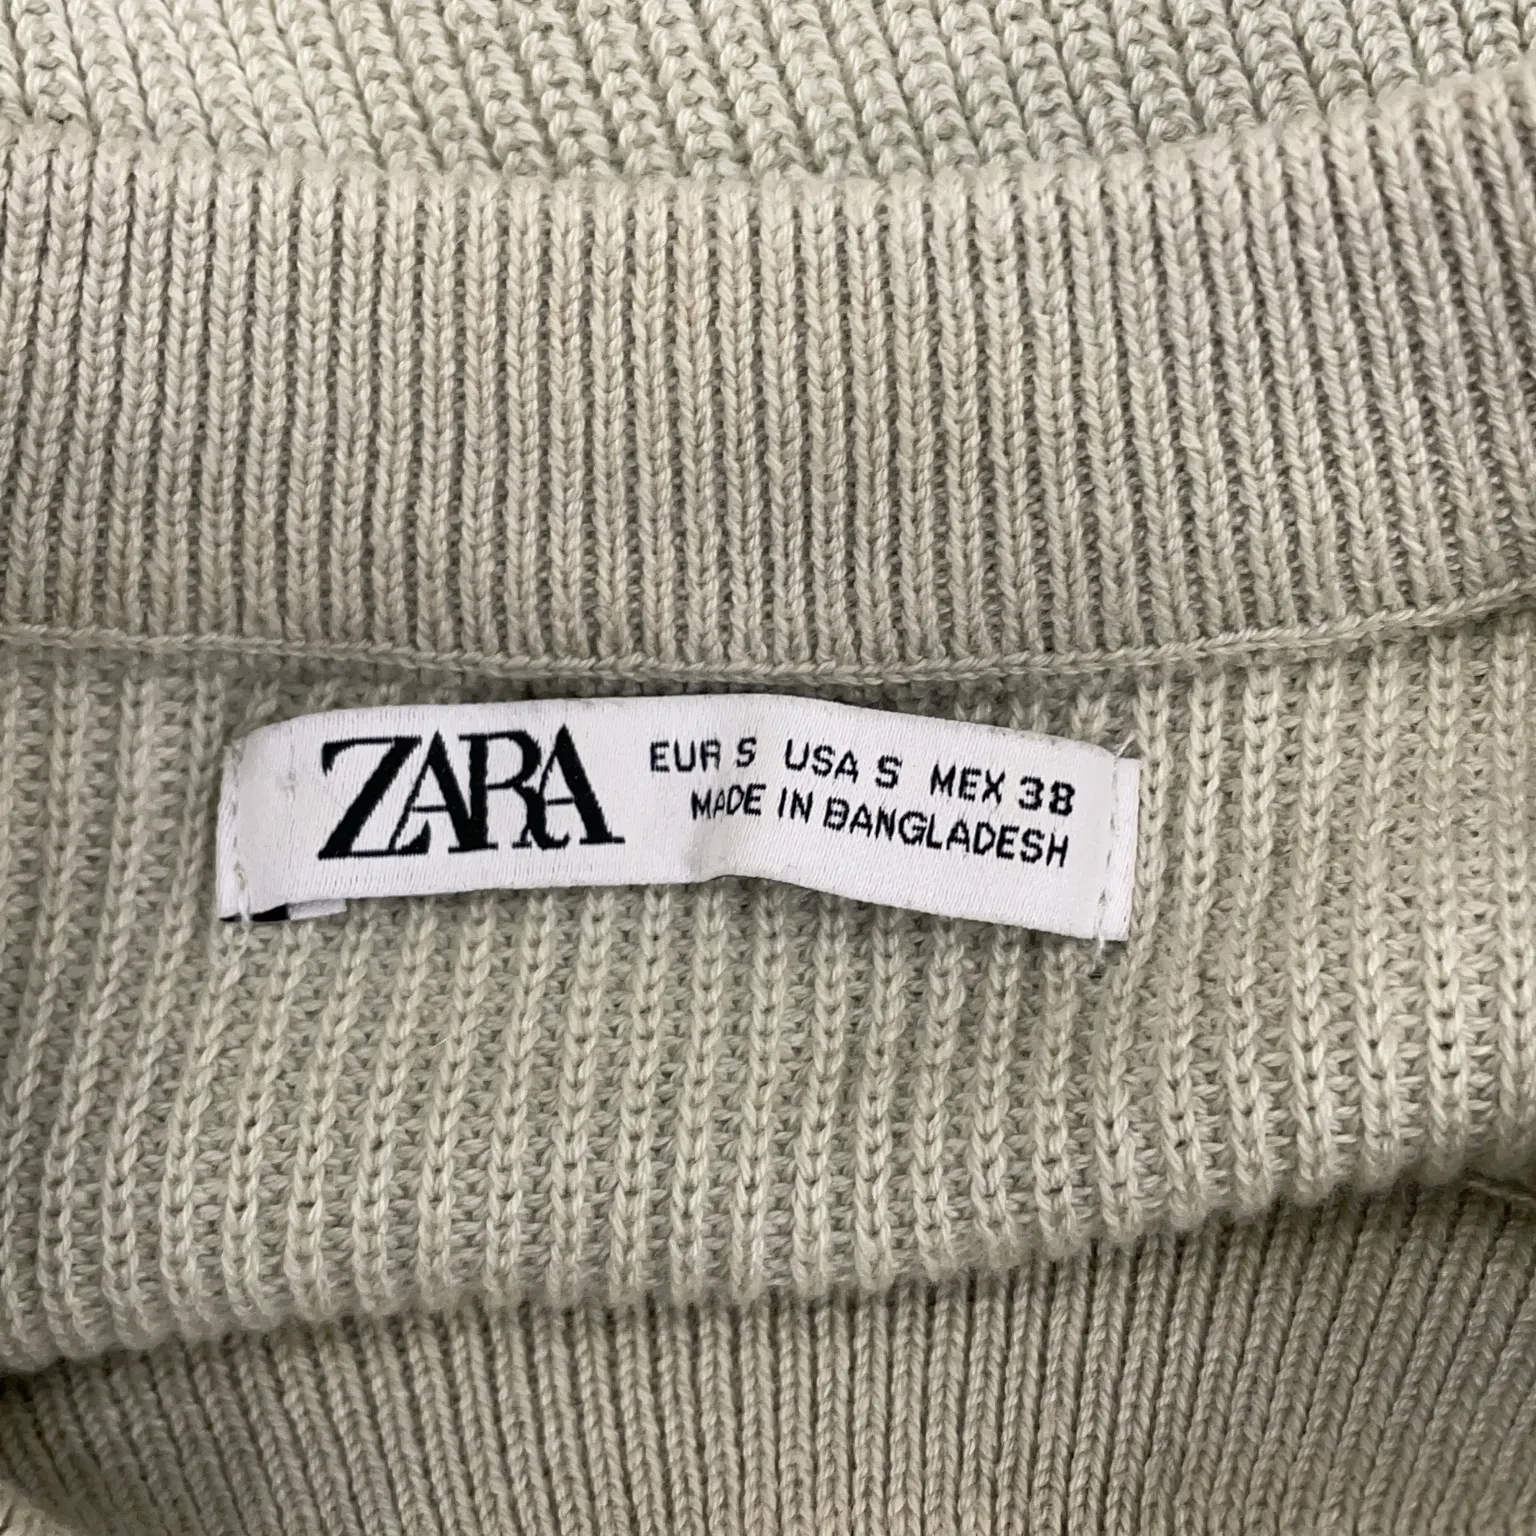 ZARA
EUR S USA S MEX 38
MADE IN BANGLADESH